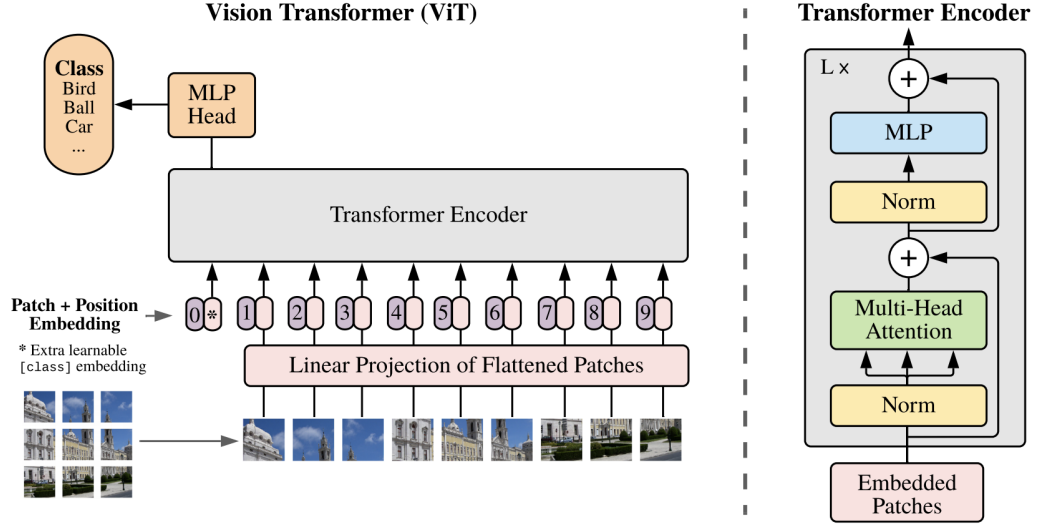 Vision Transformer (ViT)
Class
Bird
Ball
Car
...
MLP
Head
Transformer Encoder
Patch + Position
Embedding
0 * 1 2 3 4 5 6 7 8 9
* Extra learnable
[class] embedding
Linear Projection of Flattened Patches
Transformer Encoder
L ×
+
MLP
Norm
+
Multi-Head
Attention
Norm
Embedded
Patches